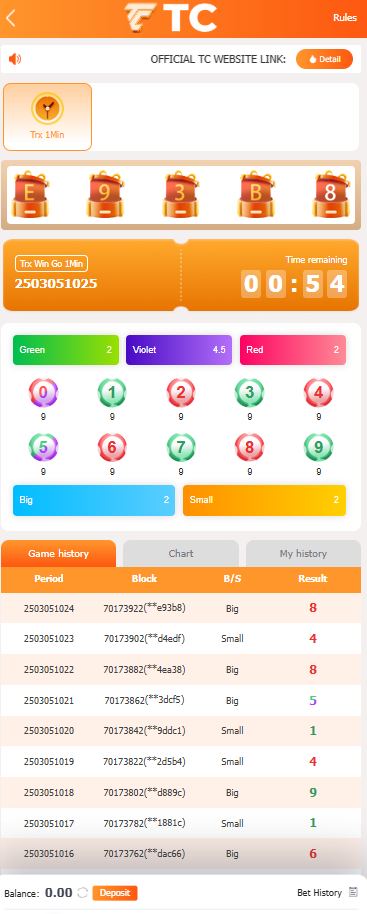 TC
Rules
OFFICIAL TC WEBSITE LINK: Detail
Trx 1Min
E 9 3 B 8
Trx Win Go 1Min
Time remaining
2503051025
00:54
Green 2 Violet 4.5 Red 2
0 1 2 3 4
9 9 9 9 9
5 6 7 8 9
9 9 9 9 9
Big 2 Small 2
Game history Chart My history
Period Block B/S Result
2503051024 70173922(**e93b8) Big 8
2503051023 70173902(**d4edf) Small 4
2503051022 70173882(**4ea38) Big 8
2503051021 70173862(**3dcf5) Big 5
2503051020 70173842(**9ddc1) Small 1
2503051019 70173822(**2d5b4) Small 4
2503051018 70173802(**d889c) Big 9
2503051017 70173782(**1881c) Small 1
2503051016 70173762(**dac66) Big 6
Balance: 0.00 Deposit Bet History